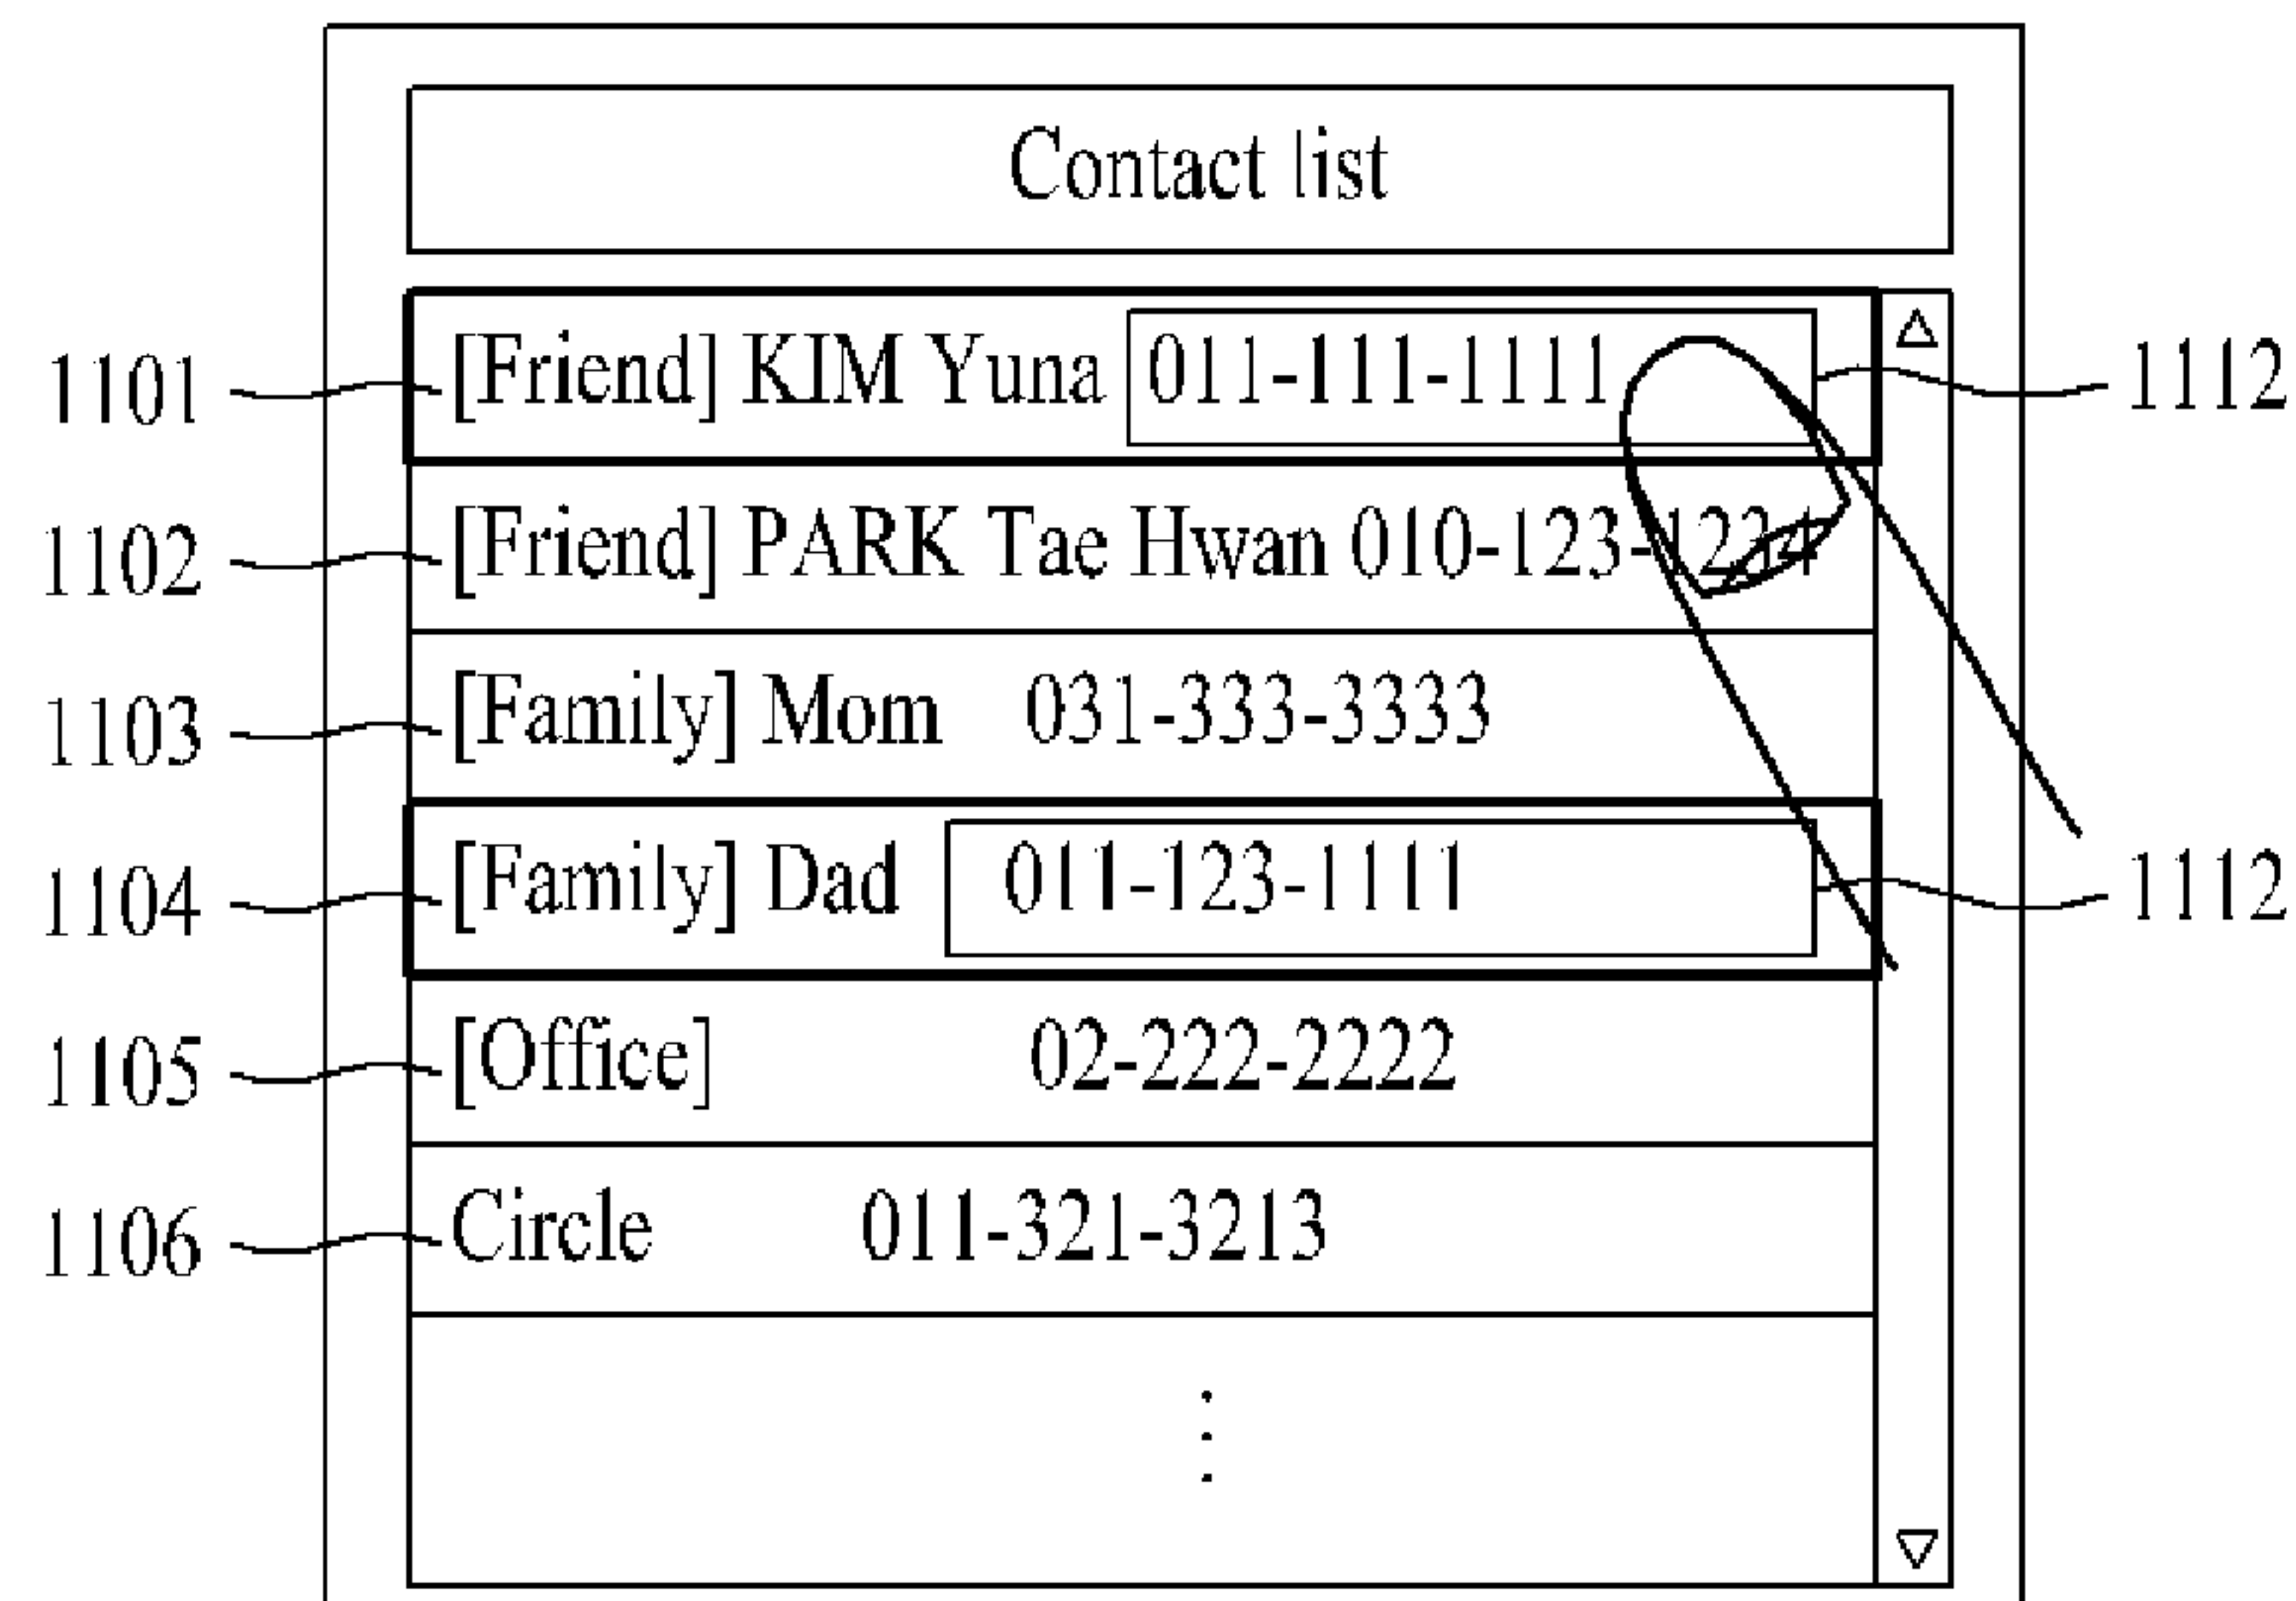 Contact list
1101 [Friend] KIM Yuna 011-111-1111 1112
1102 [Friend] PARK Tae Hwan 010-123-1234
1103 [Family] Mom 031-333-3333
1104 [Family] Dad 011-123-1111 1112
1105 [Office] 02-222-2222
1106 Circle 011-321-3213